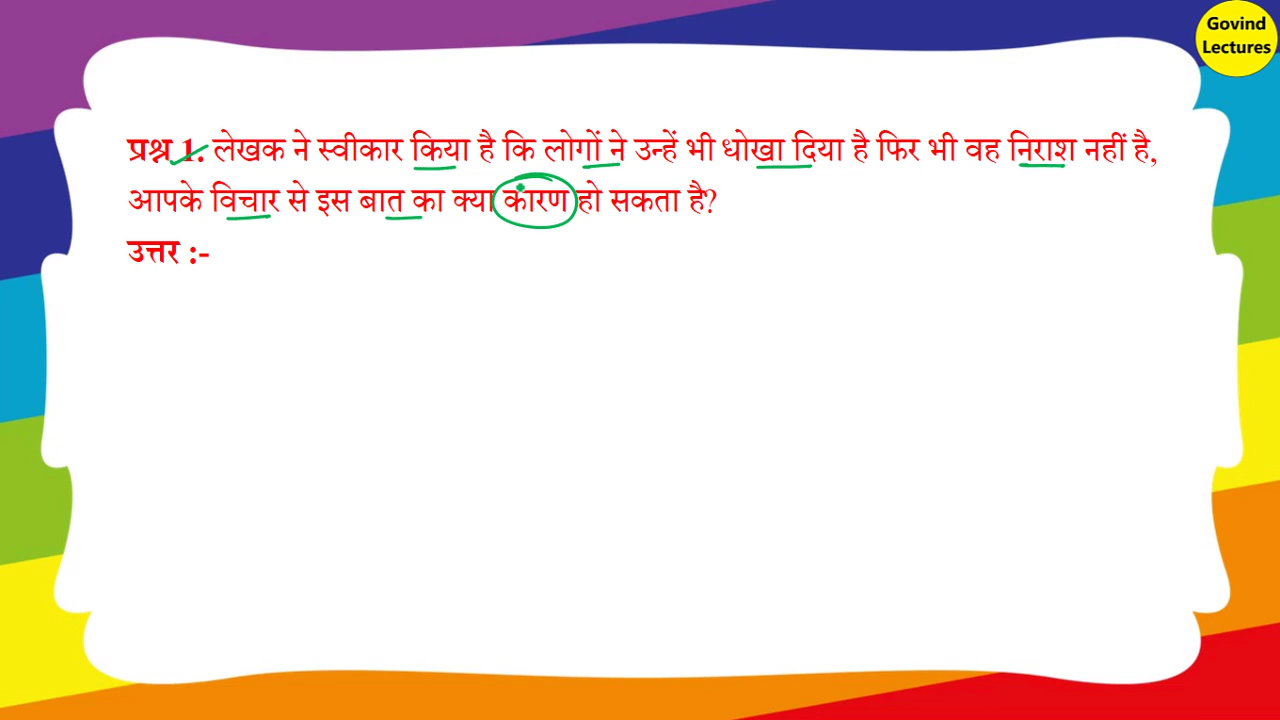 Govind
Lectures
प्रश्न 1. लेखक ने स्वीकार किया है कि लोगों ने उन्हें भी धोखा दिया है फिर भी वह निराश नहीं है,
आपके विचार से इस बात का क्या कारण हो सकता है?
उत्तर :-